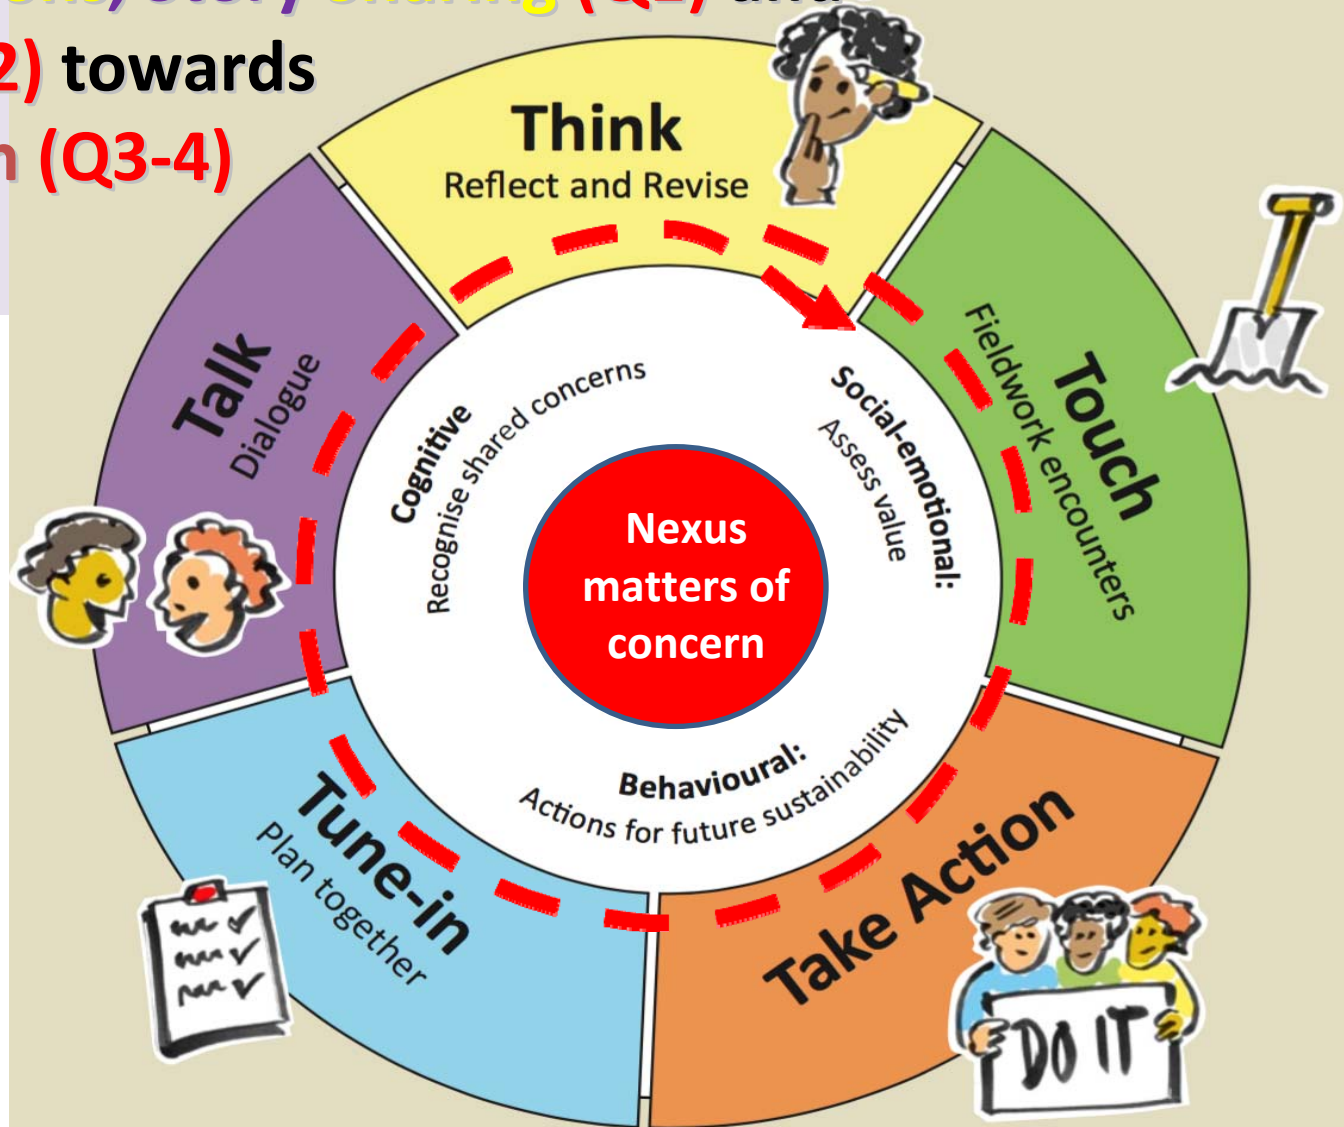 sharing
and
2) towards
(Q3-4)
Think
Reflect and Revise
Touch
Fieldwork encounters
Take Action
DO IT
Tune-in
Plan together
Talk
Dialogue
Cognitive
Recognise shared concerns
Social-emotional:
Assess value
Behavioural:
Actions for future sustainability
Nexus
matters of
concern